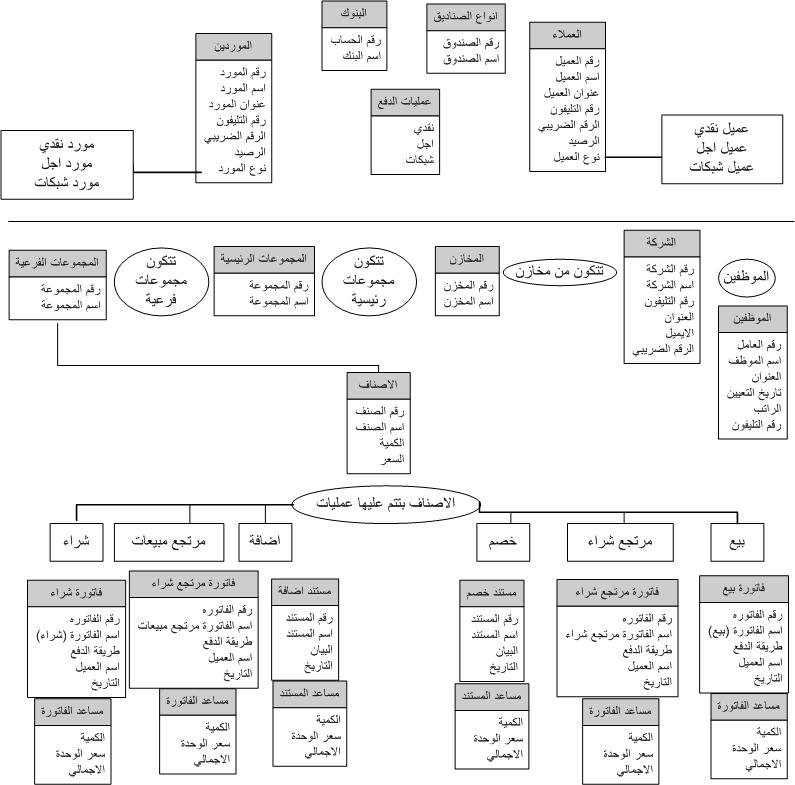 العملاء
رقم العميل
اسم العميل
عنوان العميل
رقم التليفون
الرقم الضريبي
الرصيد
نوع العميل
عميل نقدي
عميل اجل
عميل شبكات
انواع الصناديق
رقم الصندوق
اسم الصندوق
البنوك
رقم الحساب
اسم البنك
عمليات الدفع
نقدي
اجل
شبكات
الموردين
رقم المورد
اسم المورد
عنوان المورد
رقم التليفون
الرقم الضريبي
الرصيد
نوع المورد
مورد نقدي
مورد اجل
مورد شبكات
الموظفين
الموظفين
رقم العامل
اسم الموظف
العنوان
تاريخ التعيين
الراتب
رقم التليفون
الشركة
رقم الشركة
اسم الشركة
رقم التليفون
العنوان
الايميل
الرقم الضريبي
تتكون من مخازن
المخازن
رقم المخزن
اسم المخزن
تتكون
مجموعات
رئيسية
المجموعات الرئيسية
رقم المجموعة
اسم المجموعة
تتكون
مجموعات
فرعية
المجموعات الفرعية
رقم المجموعة
اسم المجموعة
الاصناف
رقم الصنف
اسم الصنف
الكمية
السعر
الاصناف بتتم عليها عمليات
بيع
مرتجع شراء
خصم
اضافة
مرتجع مبيعات
شراء
فاتورة بيع
رقم الفاتوره
اسم الفاتورة (بيع)
طريقة الدفع
اسم العميل
التاريخ
مساعد الفاتورة
الكمية
سعر الوحدة
الاجمالي
فاتورة مرتجع شراء
رقم الفاتوره
اسم الفاتورة مرتجع شراء
طريقة الدفع
اسم العميل
التاريخ
مساعد الفاتورة
الكمية
سعر الوحدة
الاجمالي
مستند خصم
رقم المستند
اسم المستند
البيان
التاريخ
مساعد المستند
الكمية
سعر الوحدة
الاجمالي
مستند اضافة
رقم المستند
اسم المستند
البيان
التاريخ
مساعد المستند
الكمية
سعر الوحدة
الاجمالي
فاتورة مرتجع شراء
رقم الفاتوره
اسم الفاتورة مرتجع مبيعات
طريقة الدفع
اسم العميل
التاريخ
مساعد الفاتورة
الكمية
سعر الوحدة
الاجمالي
فاتورة شراء
رقم الفاتوره
اسم الفاتورة (شراء)
طريقة الدفع
اسم العميل
التاريخ
مساعد الفاتورة
الكمية
سعر الوحدة
الاجمالي